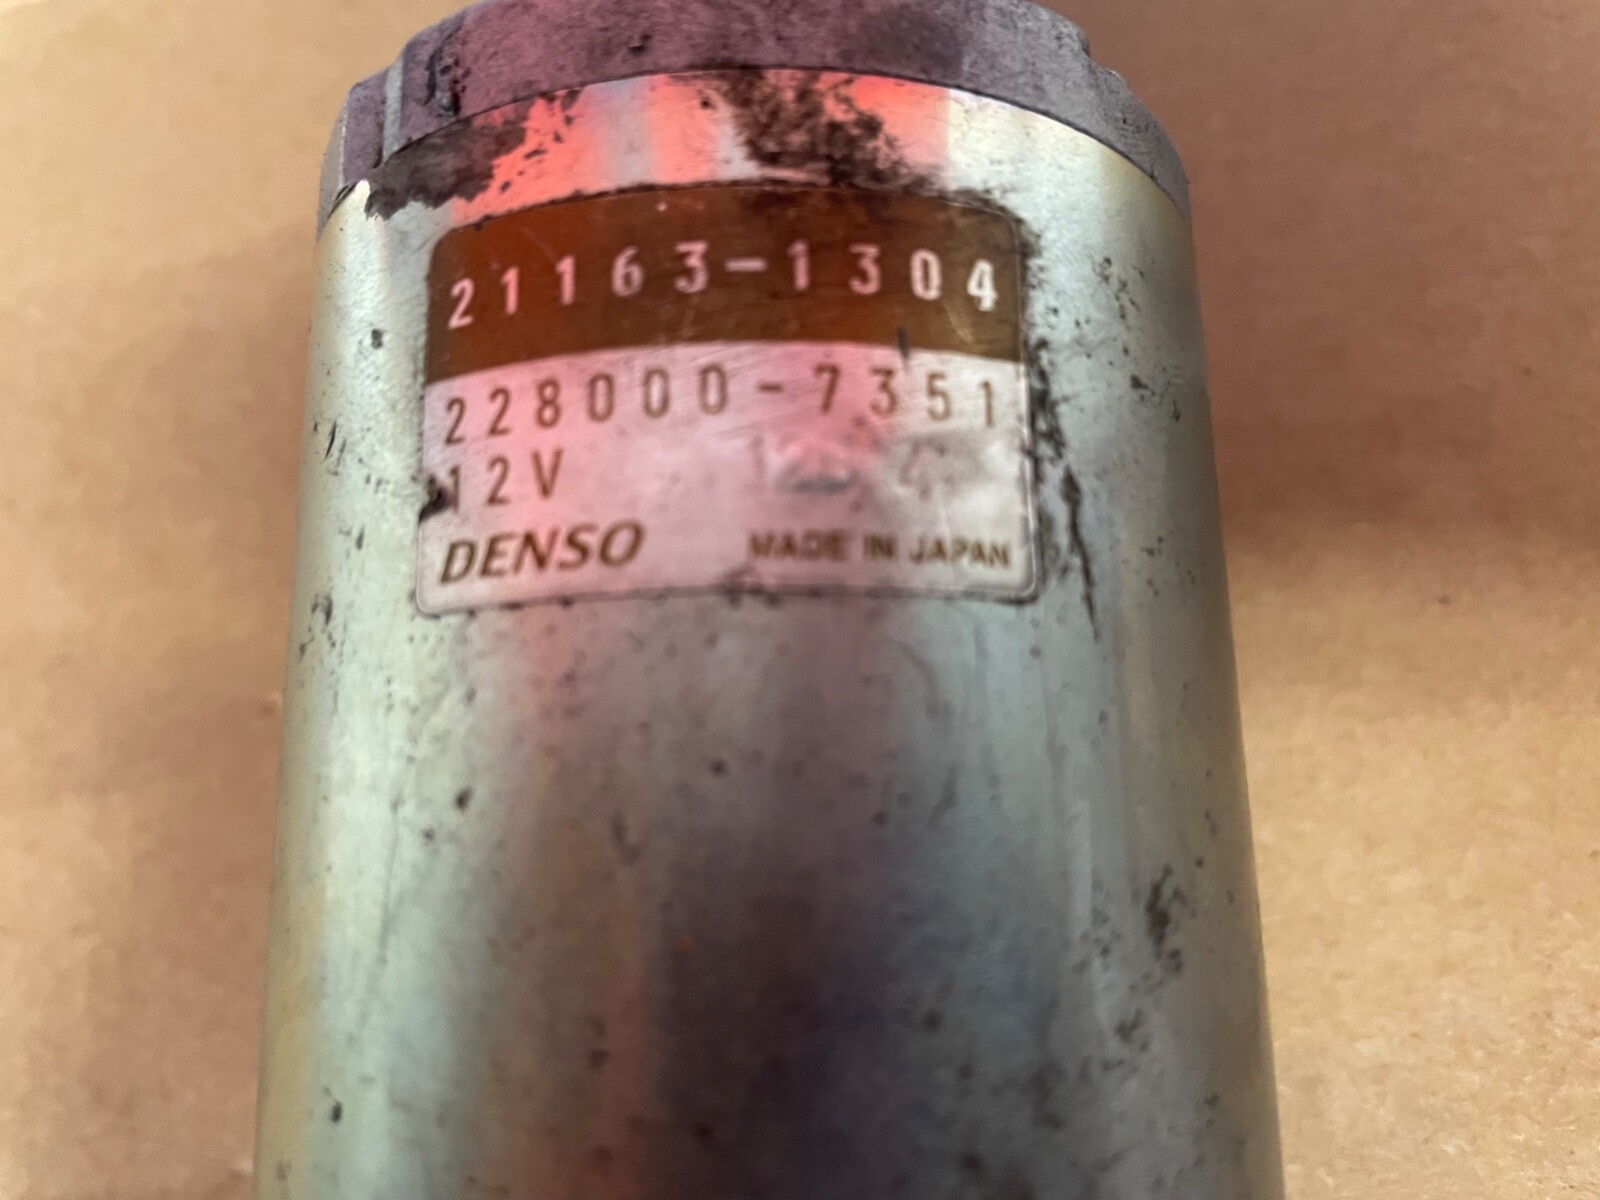 21163-1304
228000-7351
12V
DENSO MADE IN JAPAN